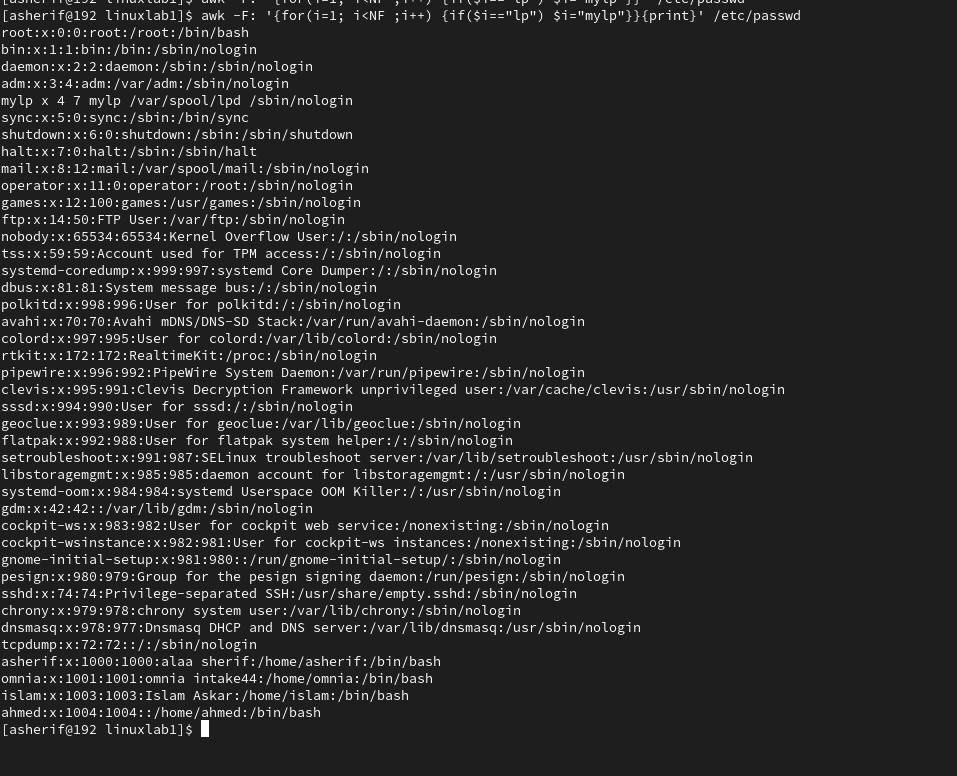 [asherif@192 linuxlab1]$ awk -F: '{for(i=1; i<NF ;i++) {if($i=="lp") $i="mylp"}}' /etc/passwd
[asherif@192 linuxlab1]$ awk -F: '{for(i=1; i<NF ;i++) {if($i=="lp") $i="mylp"}}{print}' /etc/passwd
root:x:0:0:root:/root:/bin/bash
bin:x:1:1:bin:/bin:/sbin/nologin
daemon:x:2:2:daemon:/sbin:/sbin/nologin
adm:x:3:4:adm:/var/adm:/sbin/nologin
mylp x 4 7 mylp /var/spool/lpd /sbin/nologin
sync:x:5:0:sync:/sbin:/bin/sync
shutdown:x:6:0:shutdown:/sbin:/sbin/shutdown
halt:x:7:0:halt:/sbin:/sbin/halt
mail:x:8:12:mail:/var/spool/mail:/sbin/nologin
operator:x:11:0:operator:/root:/sbin/nologin
games:x:12:100:games:/usr/games:/sbin/nologin
ftp:x:14:50:FTP User:/var/ftp:/sbin/nologin
nobody:x:65534:65534:Kernel Overflow User:/:/sbin/nologin
tss:x:59:59:Account used for TPM access:/:/sbin/nologin
systemd-coredump:x:999:997:systemd Core Dumper:/:/sbin/nologin
dbus:x:81:81:System message bus:/:/sbin/nologin
polkitd:x:998:996:User for polkitd:/:/sbin/nologin
avahi:x:70:70:Avahi mDNS/DNS-SD Stack:/var/run/avahi-daemon:/sbin/nologin
colord:x:997:995:User for colord:/var/lib/colord:/sbin/nologin
rtkit:x:172:172:RealtimeKit:/proc:/sbin/nologin
pipewire:x:996:992:PipeWire System Daemon:/var/run/pipewire:/sbin/nologin
clevis:x:995:991:Clevis Decryption Framework unprivileged user:/var/cache/clevis:/usr/sbin/nologin
sssd:x:994:990:User for sssd:/:/sbin/nologin
geoclue:x:993:989:User for geoclue:/var/lib/geoclue:/sbin/nologin
flatpak:x:992:988:User for flatpak system helper:/:/sbin/nologin
setroubleshoot:x:991:987:SELinux troubleshoot server:/var/lib/setroubleshoot:/usr/sbin/nologin
libstoragemgmt:x:985:985:daemon account for libstoragemgmt:/:/usr/sbin/nologin
systemd-oom:x:984:984:systemd Userspace OOM Killer:/:/usr/sbin/nologin
gdm:x:42:42::/var/lib/gdm:/sbin/nologin
cockpit-ws:x:983:982:User for cockpit web service:/nonexisting:/sbin/nologin
cockpit-wsinstance:x:982:981:User for cockpit-ws instances:/nonexisting:/sbin/nologin
gnome-initial-setup:x:981:980::/run/gnome-initial-setup/:/sbin/nologin
pesign:x:980:979:Group for the pesign signing daemon:/run/pesign:/sbin/nologin
sshd:x:74:74:Privilege-separated SSH:/usr/share/empty.sshd:/sbin/nologin
chrony:x:979:978:chrony system user:/var/lib/chrony:/sbin/nologin
dnsmasq:x:978:977:Dnsmasq DHCP and DNS server:/var/lib/dnsmasq:/usr/sbin/nologin
tcpdump:x:72:72::/:/sbin/nologin
asherif:x:1000:1000:alaa sherif:/home/asherif:/bin/bash
omnia:x:1001:1001:omnia intake44:/home/omnia:/bin/bash
islam:x:1003:1003:Islam Askar:/home/islam:/bin/bash
ahmed:x:1004:1004::/home/ahmed:/bin/bash
[asherif@192 linuxlab1]$